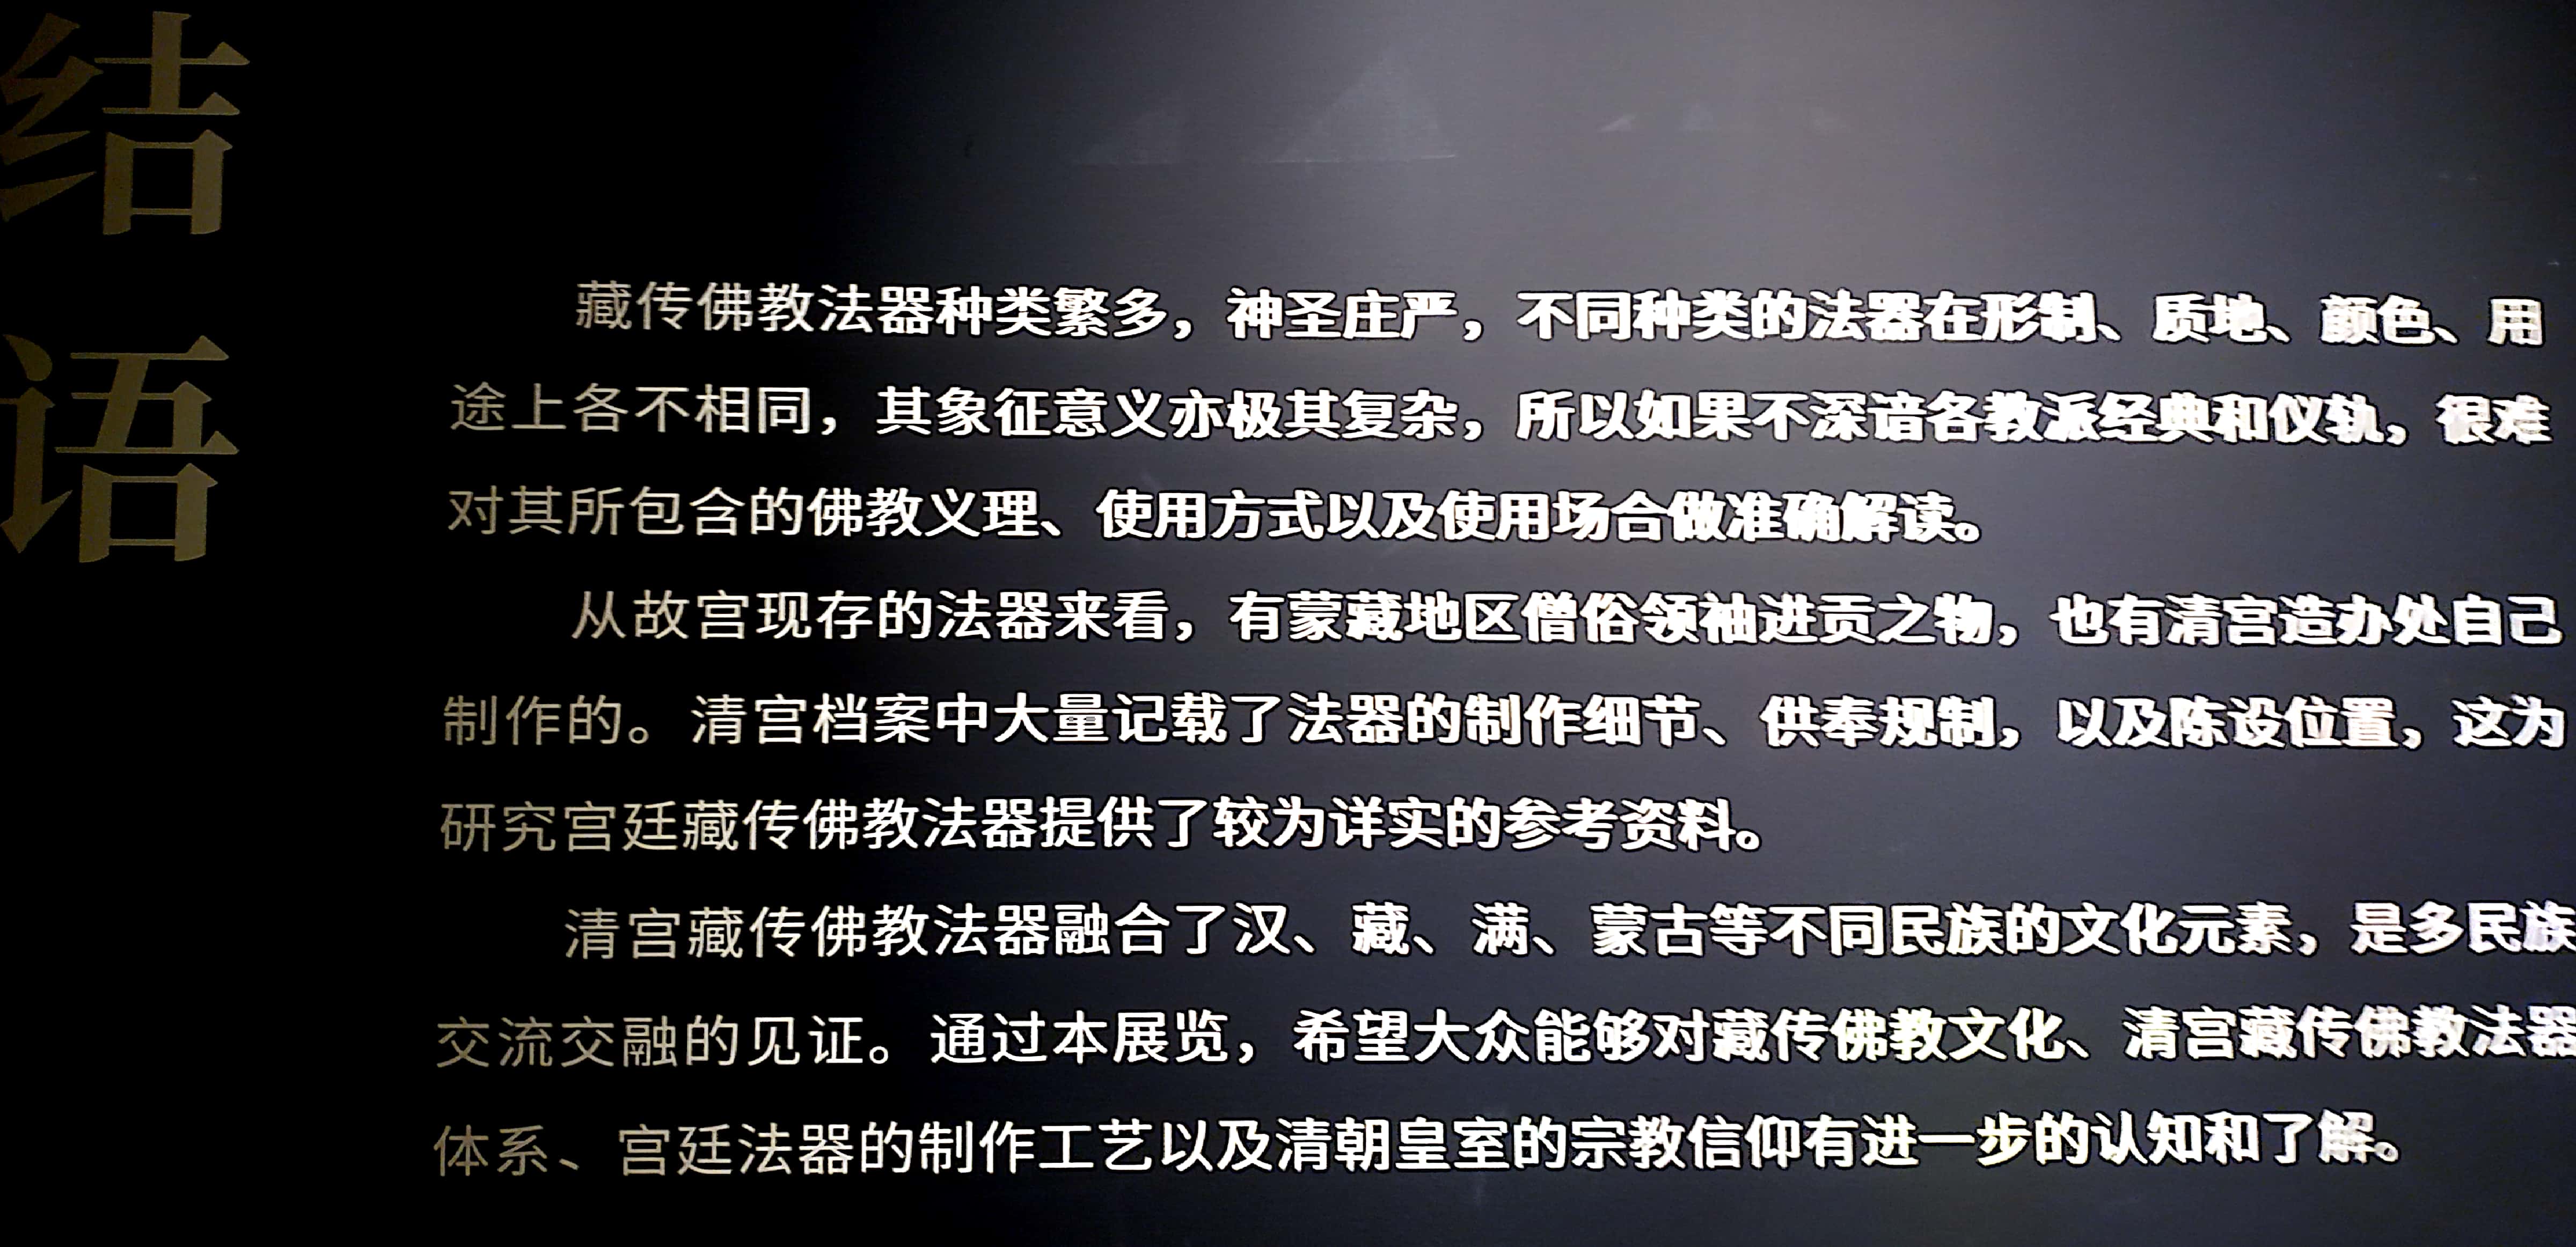 结语
藏传佛教法器种类繁多，神圣庄严，不同种类的法器在形制、质地、颜色、用
途上各不相同，其象征意义亦极其复杂，所以如果不深谙各教派经典和仪轨，很难
对其所包含的佛教义理、使用方式以及使用场合做准确解读。
从故宫现存的法器来看，有蒙藏地区僧俗领袖进贡之物，也有清宫造办处自己
制作的。清宫档案中大量记载了法器的制作细节、供奉规制，以及陈设位置，这为
研究宫廷藏传佛教法器提供了较为详实的参考资料。
清宫藏传佛教法器融合了汉、藏、满、蒙古等不同民族的文化元素，是多民族
交流交融的见证。通过本展览，希望大众能够对藏传佛教文化、清宫藏传佛教法器
体系、宫廷法器的制作工艺以及清朝皇室的宗教信仰有进一步的认知和了解。